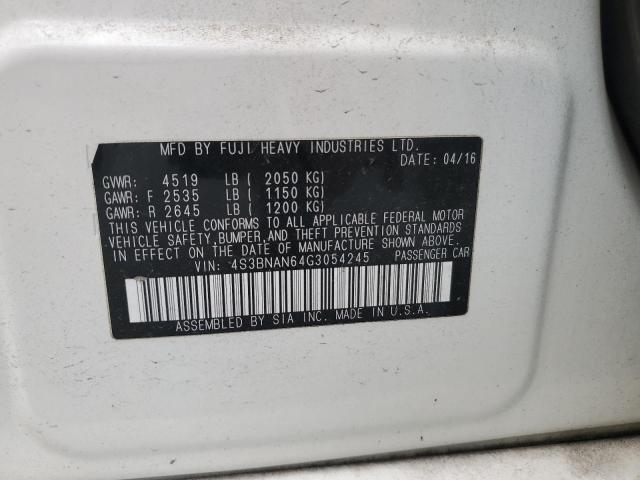 MFD BY FUJI HEAVY INDUSTRIES LTD.
DATE: 04/16
GVWR: 4519 LB ( 2050 KG)
GAWR: F 2535 LB ( 1150 KG)
GAWR: R 2645 LB ( 1200 KG)
THIS VEHICLE CONFORMS TO ALL APPLICABLE FEDERAL MOTOR
VEHICLE SAFETY, BUMPER, AND THEFT PREVENTION STANDARDS
IN EFFECT ON THE DATE OF MANUFACTURE SHOWN ABOVE.
VIN: 4S3BNAN64G3054245 PASSENGER CAR
ASSEMBLED BY SIA INC. MADE IN U.S.A.